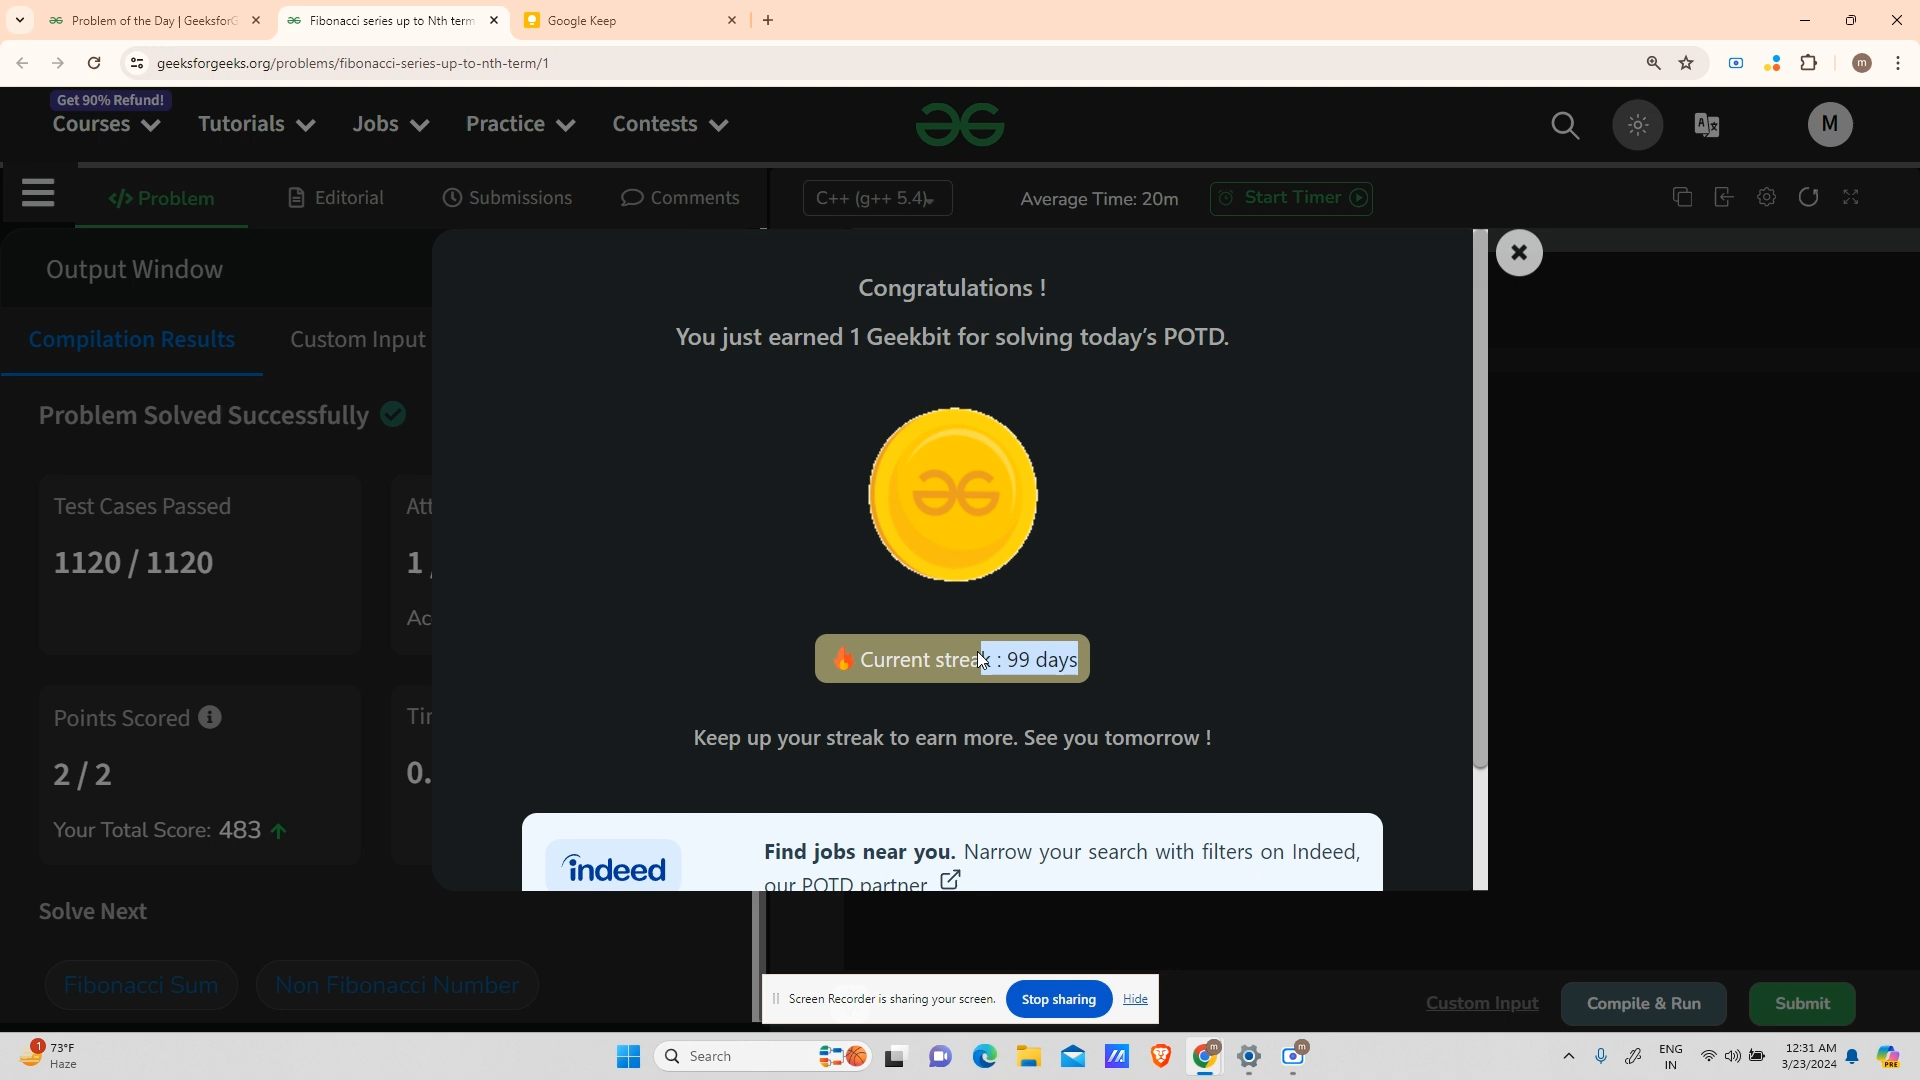 Problem of the Day | GeeksforG
Fibonacci series up to Nth term
Google Keep
geeksforgeeks.org/problems/fibonacci-series-up-to-nth-term/1
m
Get 90% Refund!
Courses
Tutorials
Jobs
Practice
Contests
M
</> Problem
Editorial
Submissions
Comments
C++ (g++ 5.4)
Average Time: 20m
Start Timer
Output Window
Compilation Results
Custom Input
Problem Solved Successfully
Test Cases Passed
1120 / 1120
Att
1 /
Ac
Points Scored
2 / 2
Your Total Score: 483
Tir
0.
Solve Next
Fibonacci Sum
Non Fibonacci Number
Congratulations !
You just earned 1 Geekbit for solving today's POTD.
Current streak : 99 days
Keep up your streak to earn more. See you tomorrow !
indeed
Find jobs near you. Narrow your search with filters on Indeed,
our POTD partner
Screen Recorder is sharing your screen.
Stop sharing
Hide
Custom Input
Compile & Run
Submit
1
73°F
Haze
Search
m
m
ENG
IN
12:31 AM
3/23/2024
PRE